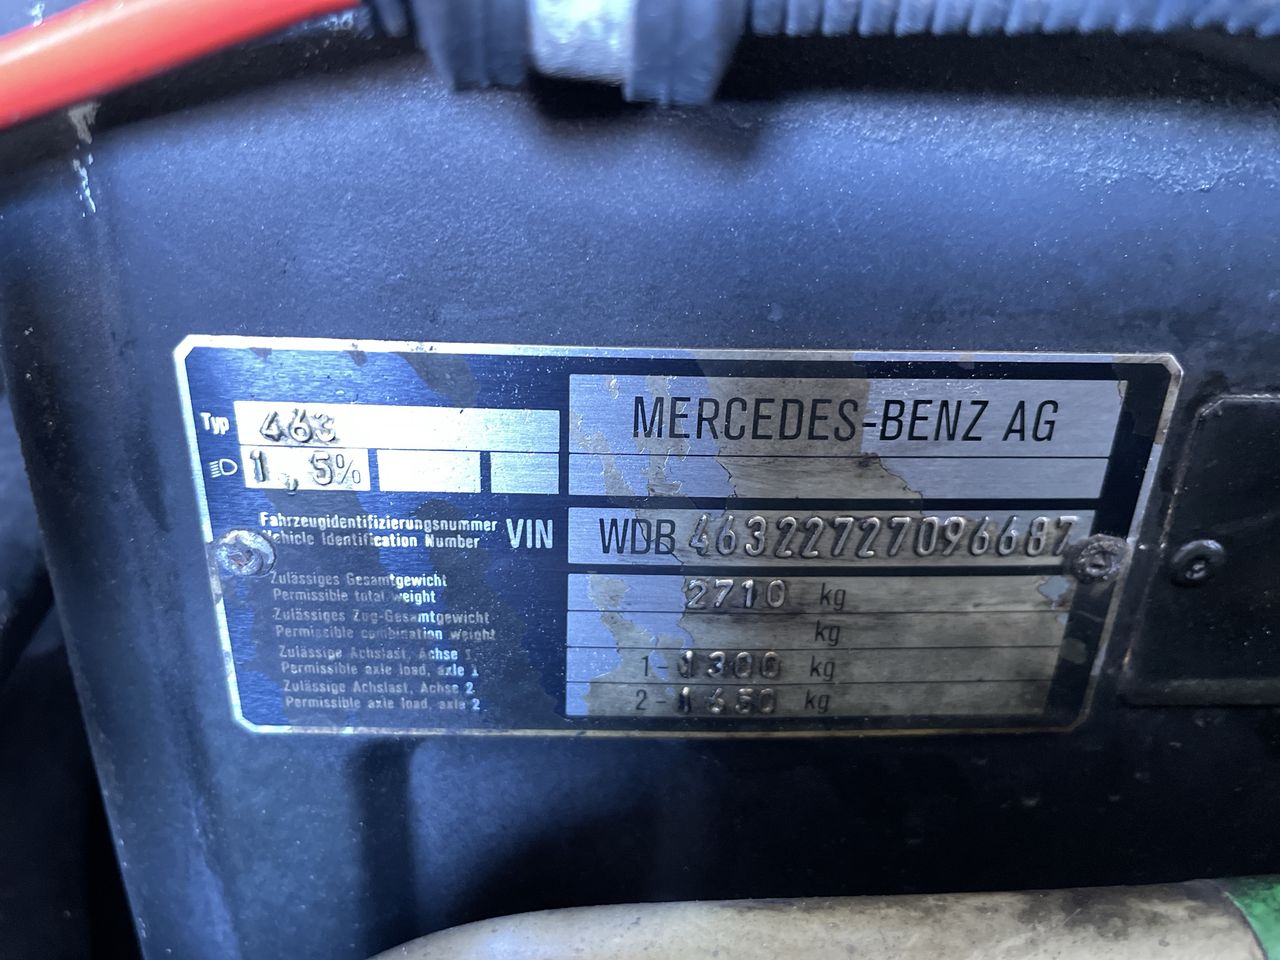 MERCEDES-BENZ AG
Typ 463
1,5%
Fahrzeugidentifizierungsnummer
Vehicle Identification Number VIN WDB 46322727096687
Zulässiges Gesamtgewicht
Permissible total weight 2710 kg
Zulässiges Zug-Gesamtgewicht
Permissible combination weight kg
Zulässige Achslast, Achse 1
Permissible axle load, axle 1 1-1300 kg
Zulässige Achslast, Achse 2
Permissible axle load, axle 2 2-1650 kg